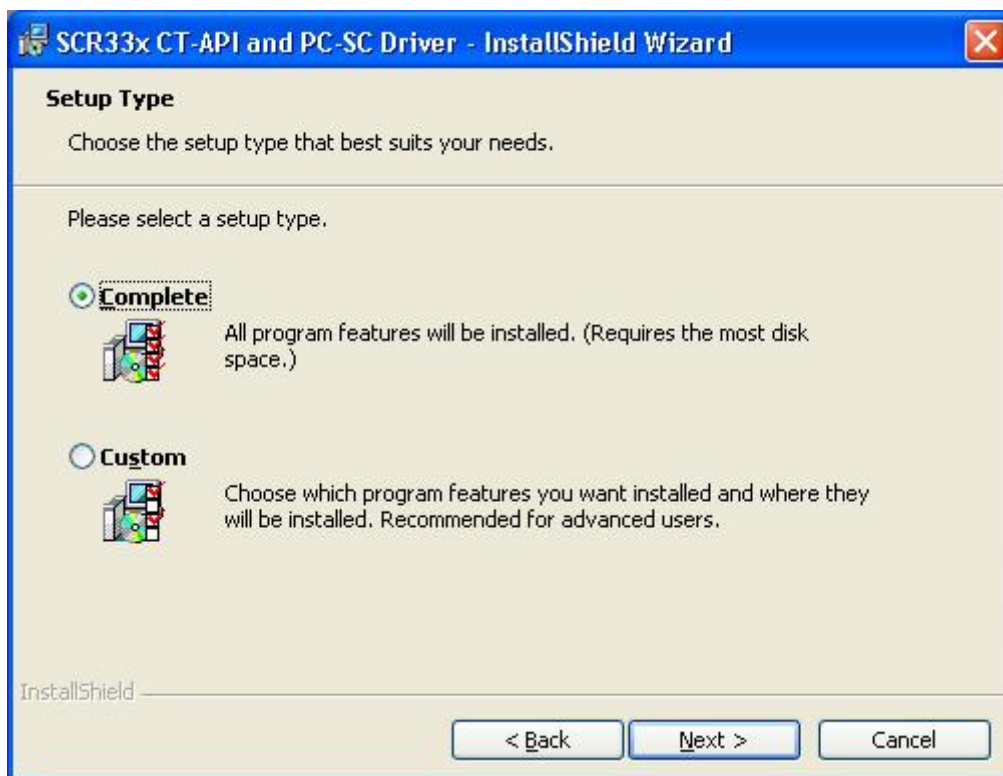 SCR33x CT-API and PC-SC Driver - InstallShield Wizard
Setup Type
Choose the setup type that best suits your needs.
Please select a setup type.
Complete
All program features will be installed. (Requires the most disk
space.)
Custom
Choose which program features you want installed and where they
will be installed. Recommended for advanced users.
InstallShield
< Back
Next >
Cancel